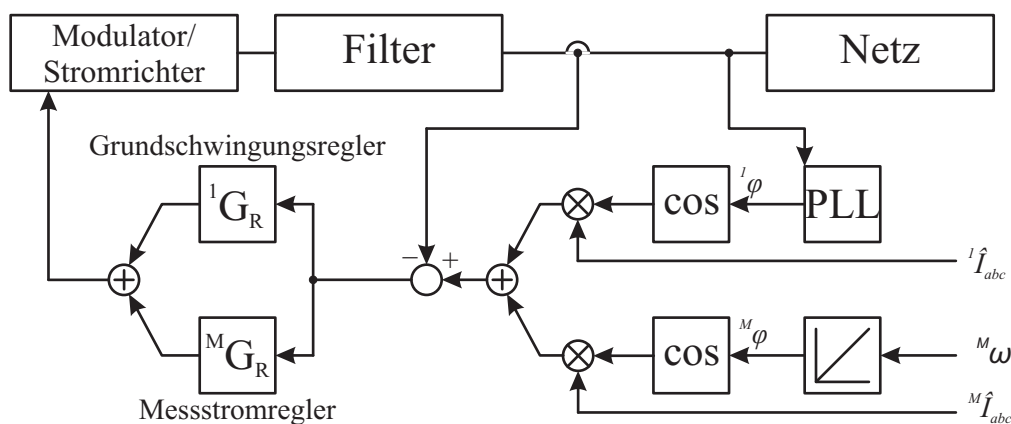 Modulator/
Stromrichter
Filter
Netz
Grundschwingungsregler
¹G_R
cos
¹φ
PLL
− +
¹Î_abc
ᴹG_R
cos
ᴹφ
ᴹω
Messstromregler
ᴹÎ_abc